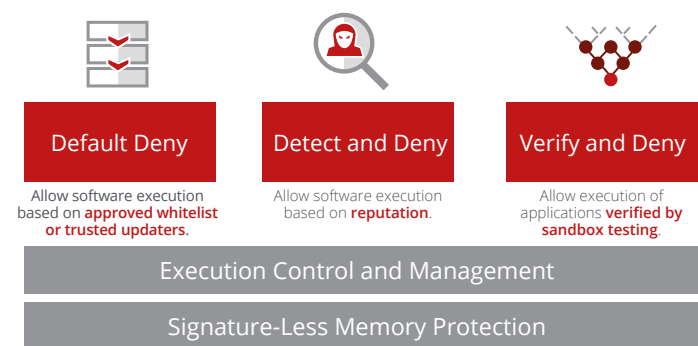 Default Deny
Allow software execution
based on approved whitelist
or trusted updaters.
Detect and Deny
Allow software execution
based on reputation.
Verify and Deny
Allow execution of
applications verified by
sandbox testing.
Execution Control and Management
Signature-Less Memory Protection